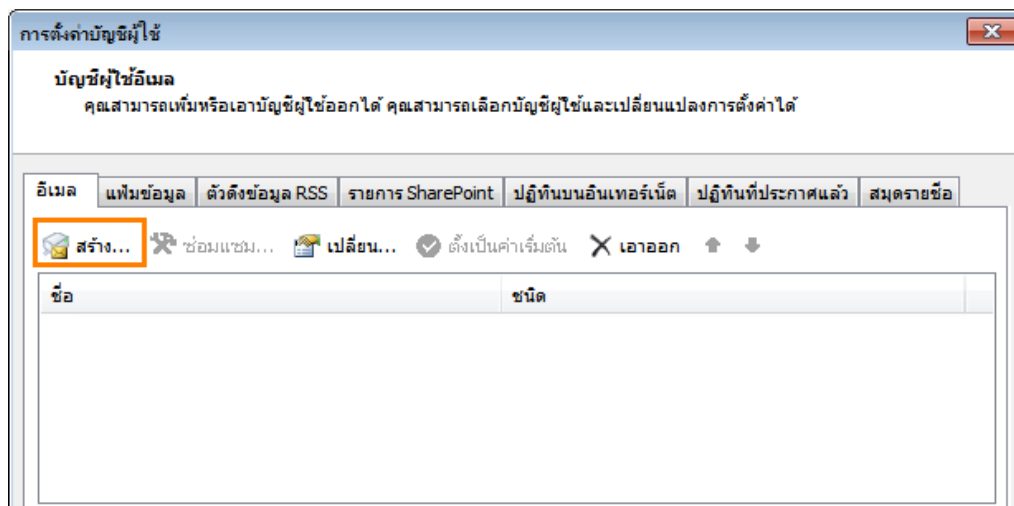 การตั้งค่าบัญชีผู้ใช้
บัญชีผู้ใช้อีเมล
คุณสามารถเพิ่มหรือเอาบัญชีผู้ใช้ออกได้ คุณสามารถเลือกบัญชีผู้ใช้และเปลี่ยนแปลงการตั้งค่าได้
อีเมล แฟ้มข้อมูล ตัวดึงข้อมูล RSS รายการ SharePoint ปฏิทินบนอินเทอร์เน็ต ปฏิทินที่ประกาศแล้ว สมุดรายชื่อ
สร้าง... ซ่อมแซม... เปลี่ยน... ตั้งเป็นค่าเริ่มต้น เอาออก
ชื่อ ชนิด